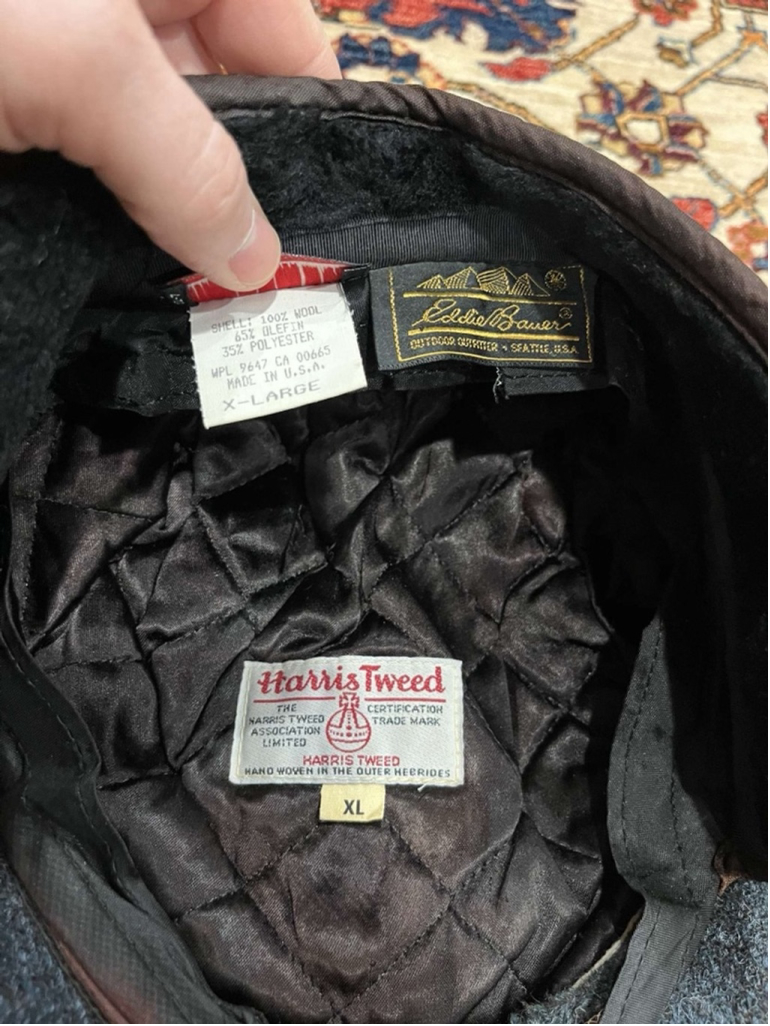 SHELL: 100% WOOL
65% OLEFIN
35% POLYESTER
WPL 9647 CA 00665
MADE IN U.S.A.
X-LARGE
Eddie Bauer®
OUTDOOR OUTFITTER • SEATTLE, U.S.A.
Harris Tweed
THE HARRIS TWEED ASSOCIATION LIMITED
CERTIFICATION TRADE MARK
HARRIS TWEED
HAND WOVEN IN THE OUTER HEBRIDES
XL